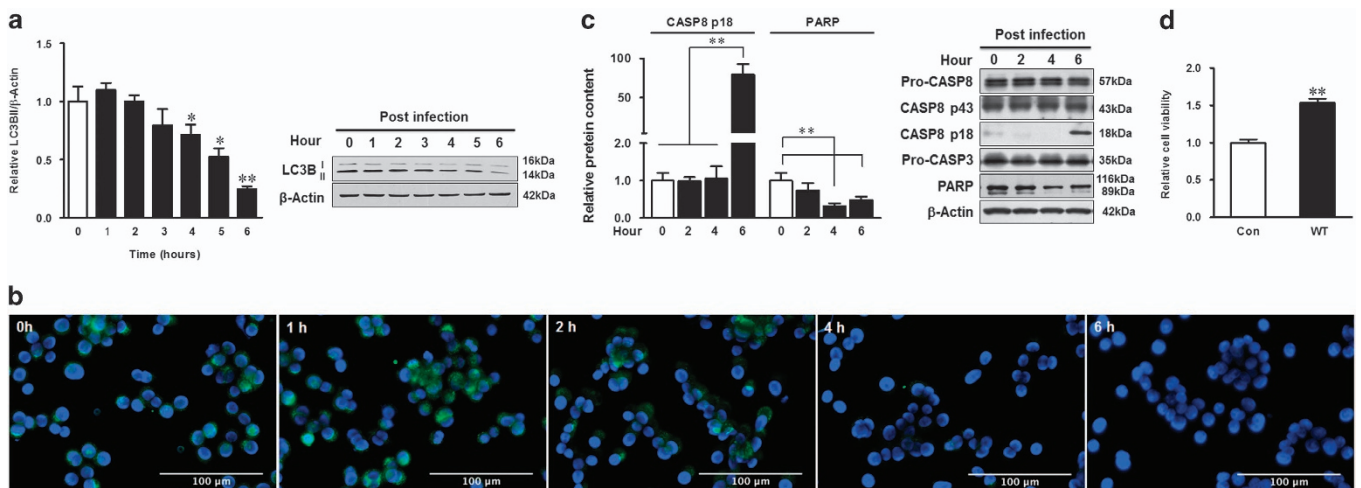 a
Relative LC3BII/β-Actin
1.5
1.0
0.5
0.0
* * **
0 1 2 3 4 5 6
Time (hours)
Post infection
Hour 0 1 2 3 4 5 6
LC3B I II
16kDa
14kDa
β-Actin 42kDa
c
CASP8 p18 PARP
Relative pretein content
100
80
50
2.0
1.0
0.0
** **
Hour 0 2 4 6 0 2 4 6
Post infection
Hour 0 2 4 6
Pro-CASP8 57kDa
CASP8 p43 43kDa
CASP8 p18 18kDa
Pro-CASP3 35kDa
PARP 116kDa
89kDa
β-Actin 42kDa
d
Relative cell viability
2.0
1.5
1.0
0.5
0.0
**
Con WT
b
0h 1 h 2 h 4 h 6 h
100 µm 100 µm 100 µm 100 µm 100 µm